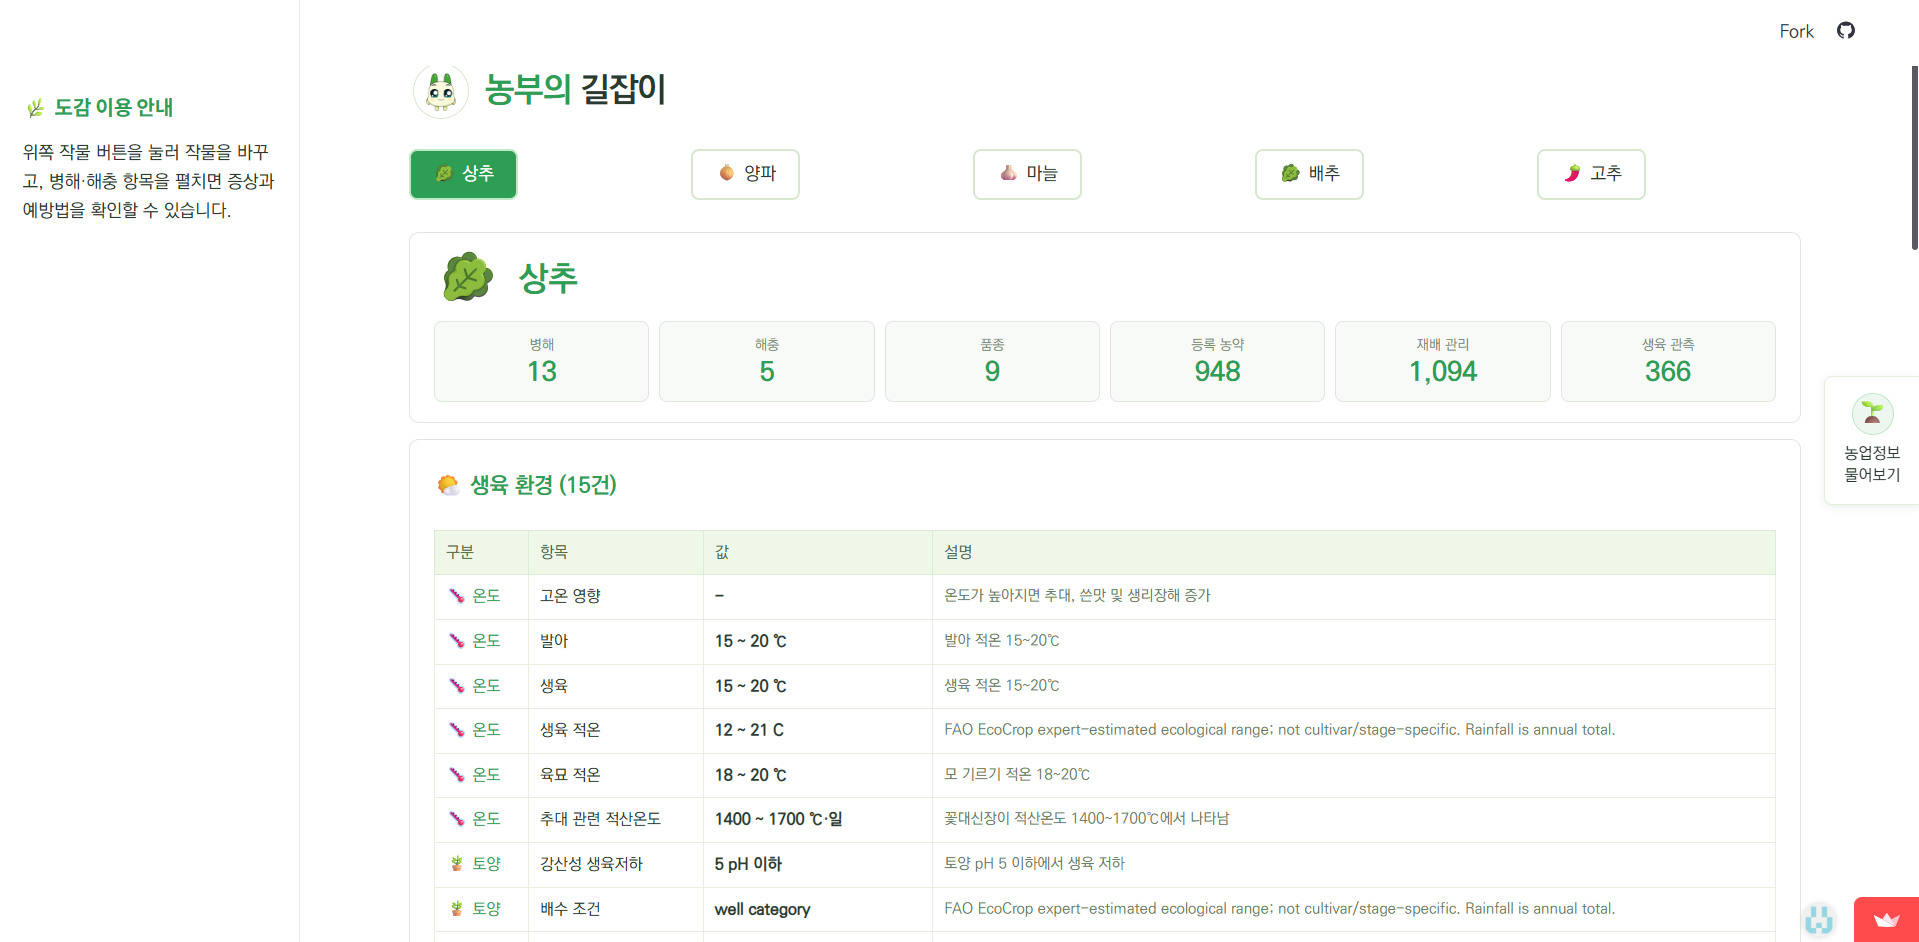 Fork
도감 이용 안내
위쪽 작물 버튼을 눌러 작물을 바꾸
고, 병해·해충 항목을 펼치면 증상과
예방법을 확인할 수 있습니다.
농부의 길잡이
상추 양파 마늘 배추 고추
상추
병해 해충 품종 등록 농약 재배 관리 생육 관측
13 5 9 948 1,094 366
농업정보
물어보기
생육 환경 (15건)
구분 항목 값 설명
온도 고온 영향 – 온도가 높아지면 추대, 쓴맛 및 생리장해 증가
온도 발아 15 ~ 20 ℃ 발아 적온 15~20℃
온도 생육 15 ~ 20 ℃ 생육 적온 15~20℃
온도 생육 적온 12 ~ 21 C FAO EcoCrop expert-estimated ecological range; not cultivar/stage-specific. Rainfall is annual total.
온도 육묘 적온 18 ~ 20 ℃ 모 기르기 적온 18~20℃
온도 추대 관련 적산온도 1400 ~ 1700 ℃·일 꽃대신장이 적산온도 1400~1700℃에서 나타남
토양 강산성 생육저하 5 pH 이하 토양 pH 5 이하에서 생육 저하
토양 배수 조건 well category FAO EcoCrop expert-estimated ecological range; not cultivar/stage-specific. Rainfall is annual total.